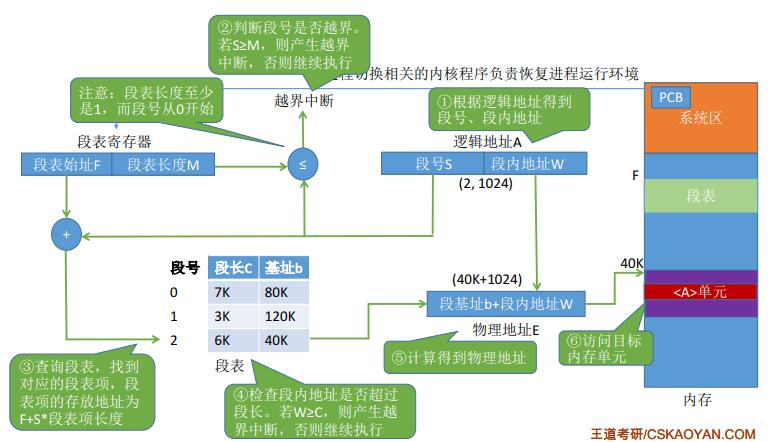 ②判断段号是否越界。
若S≥M，则产生越界
中断，否则继续执行
程切换相关的内核程序负责恢复进程运行环境
注意：段表长度至少
是1，而段号从0开始
越界中断
①根据逻辑地址得到
段号、段内地址
PCB
系统区
段表寄存器
逻辑地址A
段表始址F 段表长度M
≤
段号S 段内地址W
(2, 1024)
F
段表
+
段号 段长C 基址b
0 7K 80K
1 3K 120K
2 6K 40K
段表
(40K+1024)
段基址b+段内地址W
物理地址E
40K
<A>单元
③查询段表，找到
对应的段表项，段
表项的存放地址为
F+S*段表项长度
④检查段内地址是否超过
段长。若W≥C，则产生越
界中断，否则继续执行
⑤计算得到物理地址
⑥访问目标
内存单元
内存
王道考研/CSKAOYAN.COM